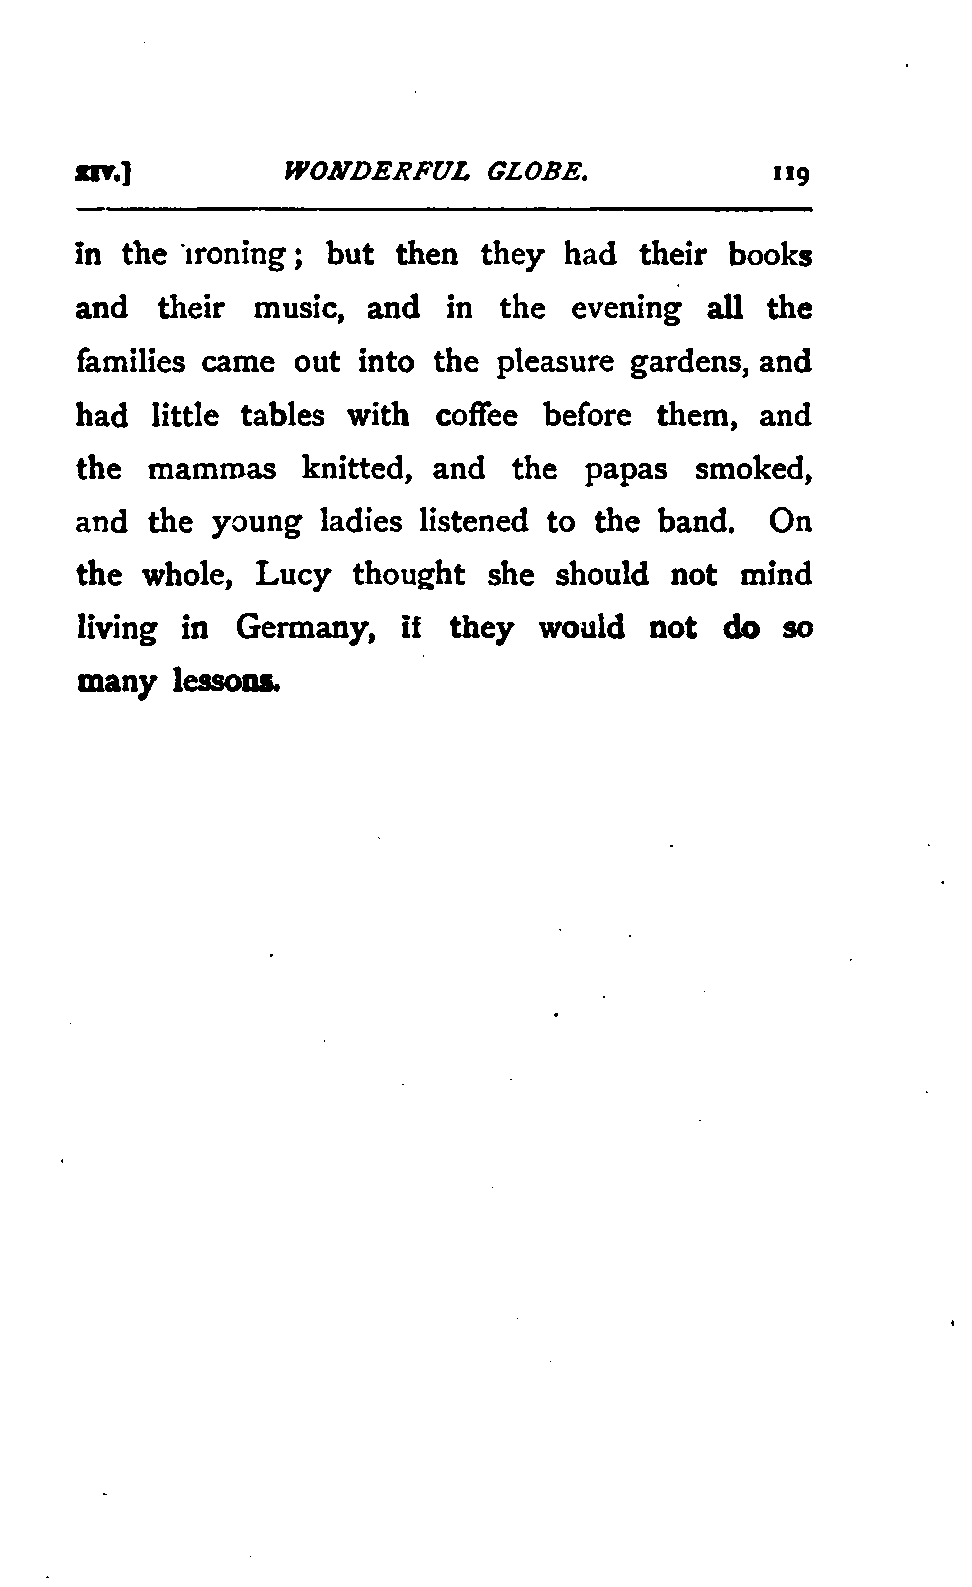 XIV.] WONDERFUL GLOBE. 119
in the ironing; but then they had their books
and their music, and in the evening all the
families came out into the pleasure gardens, and
had little tables with coffee before them, and
the mammas knitted, and the papas smoked,
and the young ladies listened to the band. On
the whole, Lucy thought she should not mind
living in Germany, if they would not do so
many lessons.